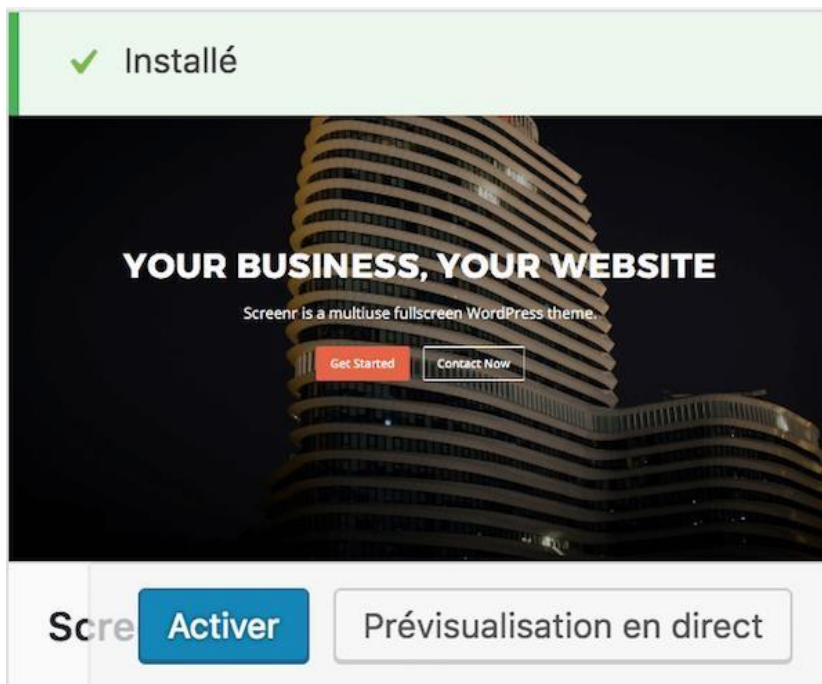 Installé
YOUR BUSINESS, YOUR WEBSITE
Screenr is a multiuse fullscreen WordPress theme.
Get Started Contact Now
Scre Activer Prévisualisation en direct